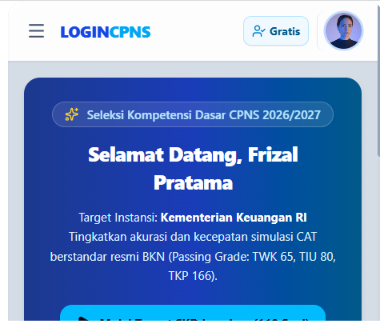 LOGINCPNS
Gratis
Seleksi Kompetensi Dasar CPNS 2026/2027
Selamat Datang, Frizal
Pratama
Target Instansi: Kementerian Keuangan RI
Tingkatkan akurasi dan kecepatan simulasi CAT
berstandar resmi BKN (Passing Grade: TWK 65, TIU 80,
TKP 166).